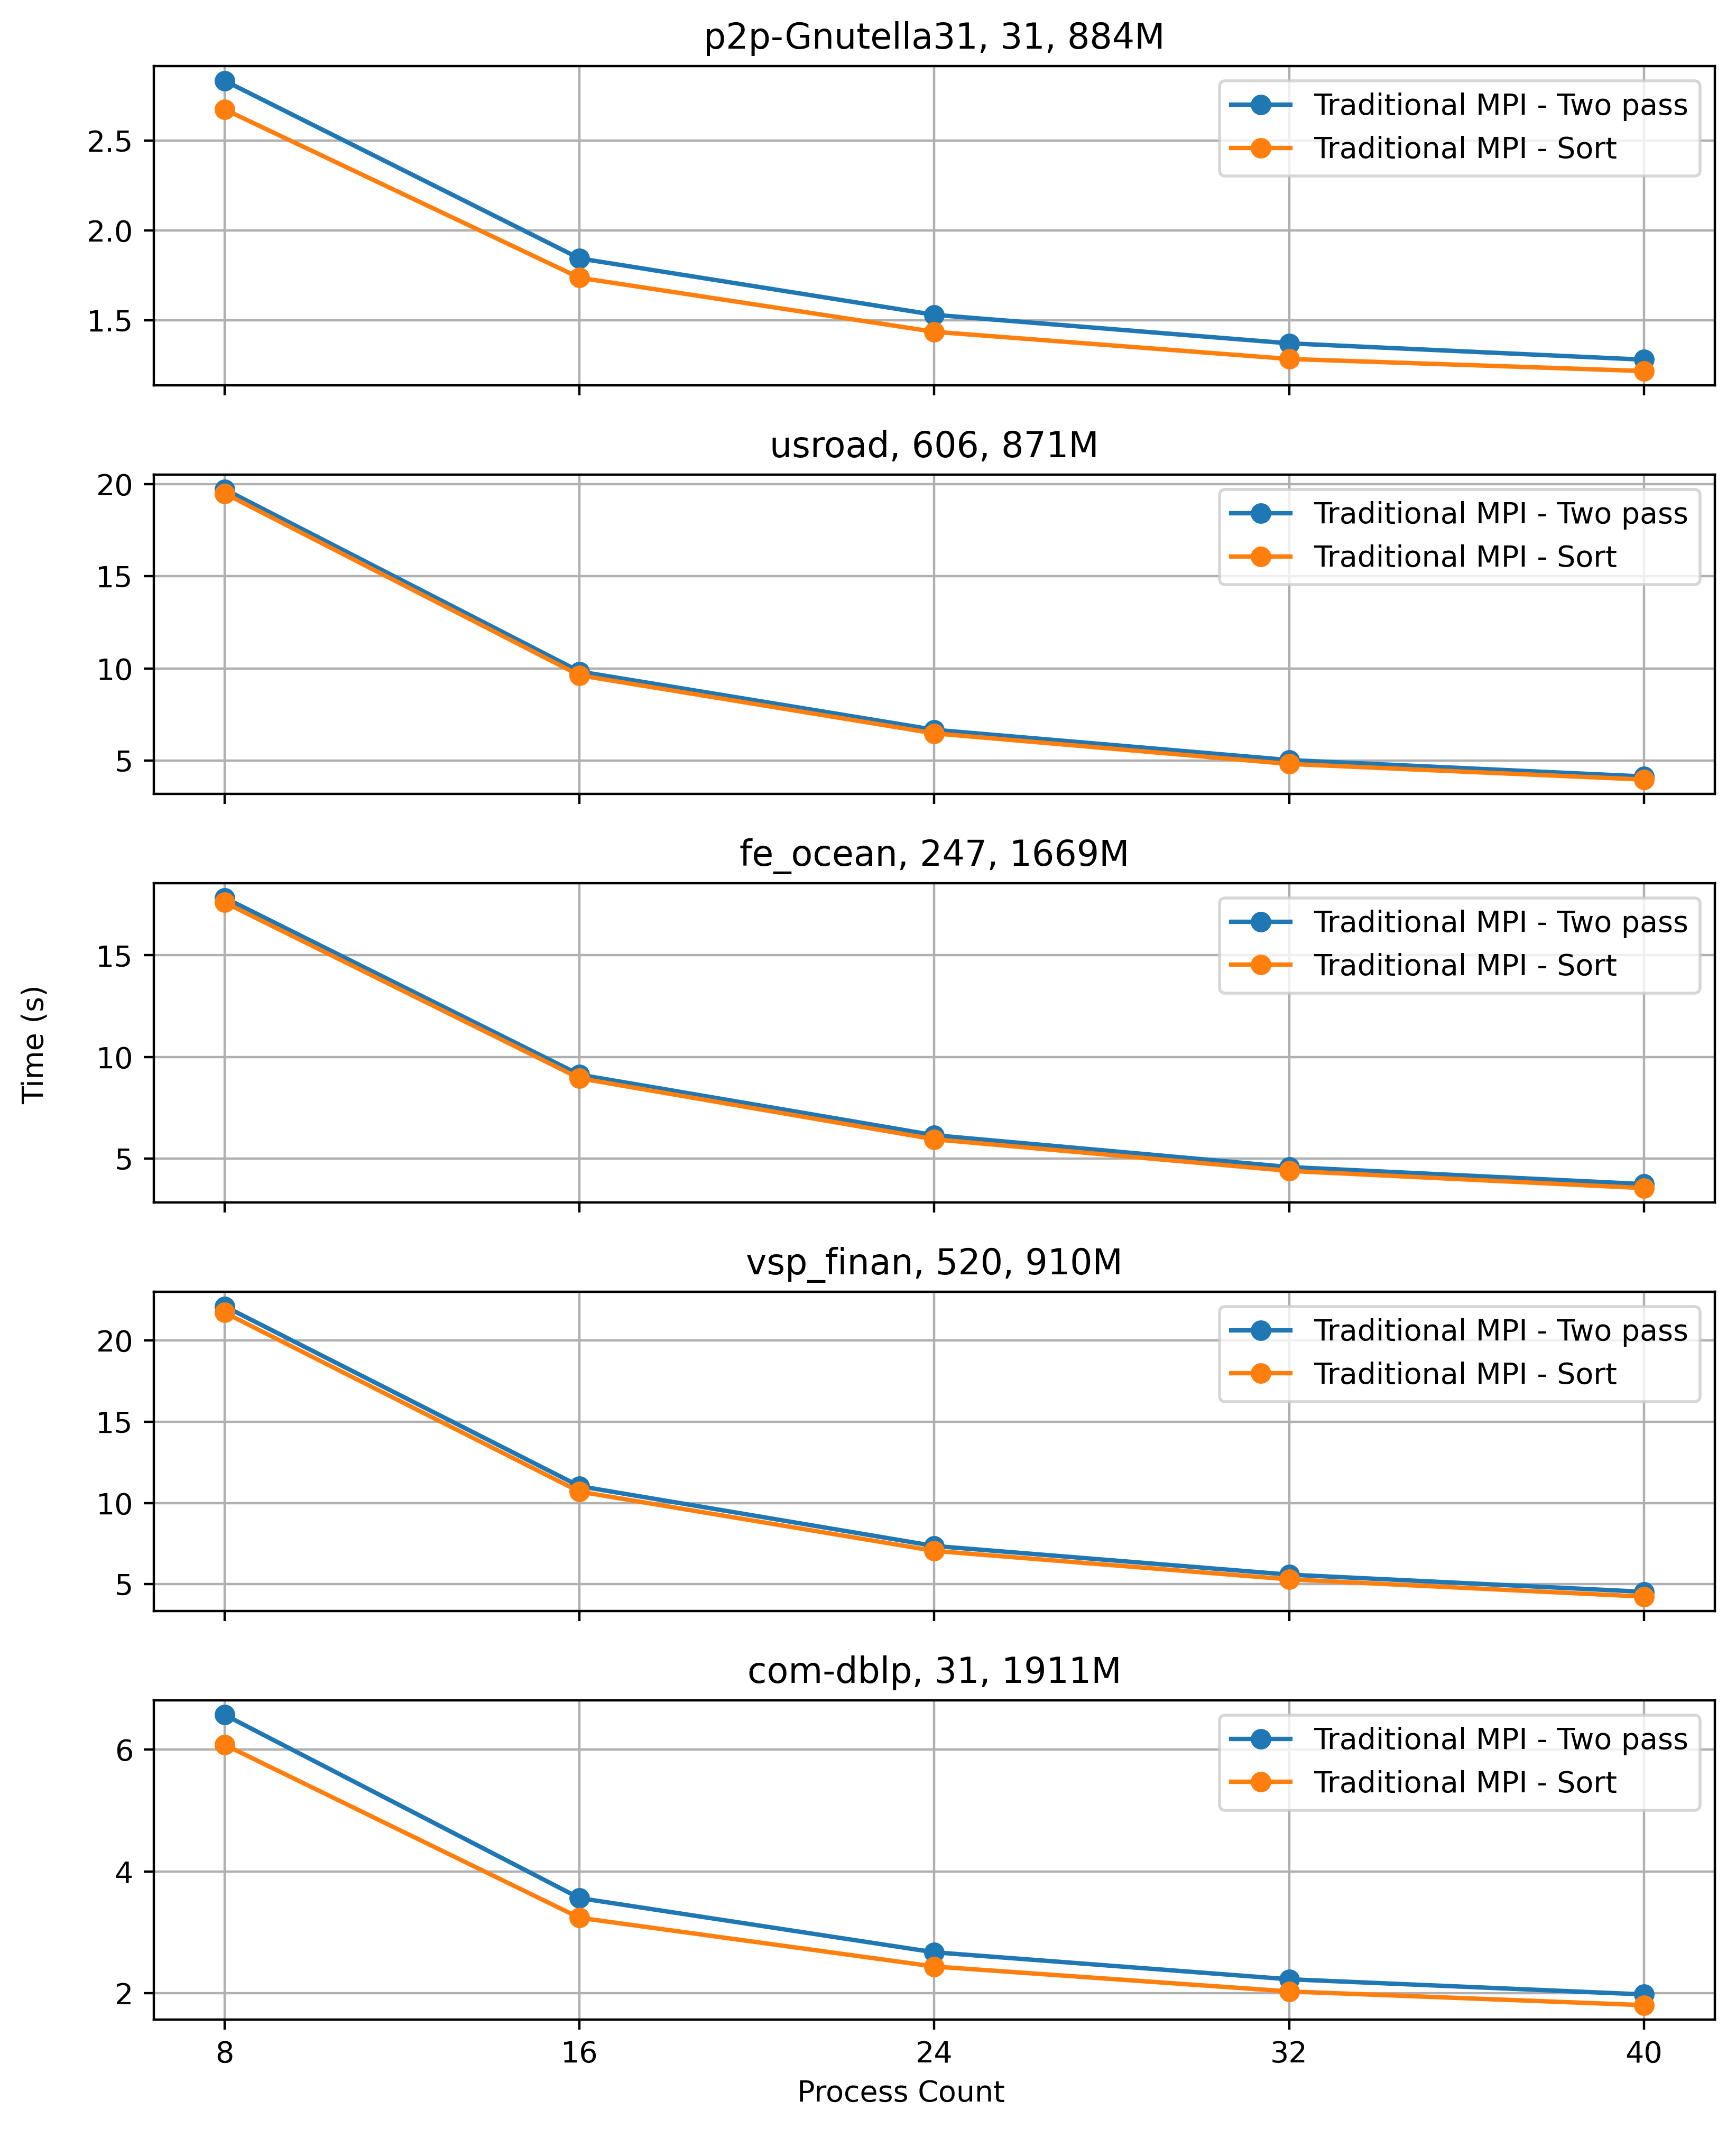 p2p-Gnutella31, 31, 884M
2.5
2.0
1.5
Traditional MPI - Two pass
Traditional MPI - Sort
usroad, 606, 871M
20
15
10
5
Traditional MPI - Two pass
Traditional MPI - Sort
fe_ocean, 247, 1669M
15
10
5
Traditional MPI - Two pass
Traditional MPI - Sort
Time (s)
vsp_finan, 520, 910M
20
15
10
5
Traditional MPI - Two pass
Traditional MPI - Sort
com-dblp, 31, 1911M
6
4
2
Traditional MPI - Two pass
Traditional MPI - Sort
8 16 24 32 40
Process Count